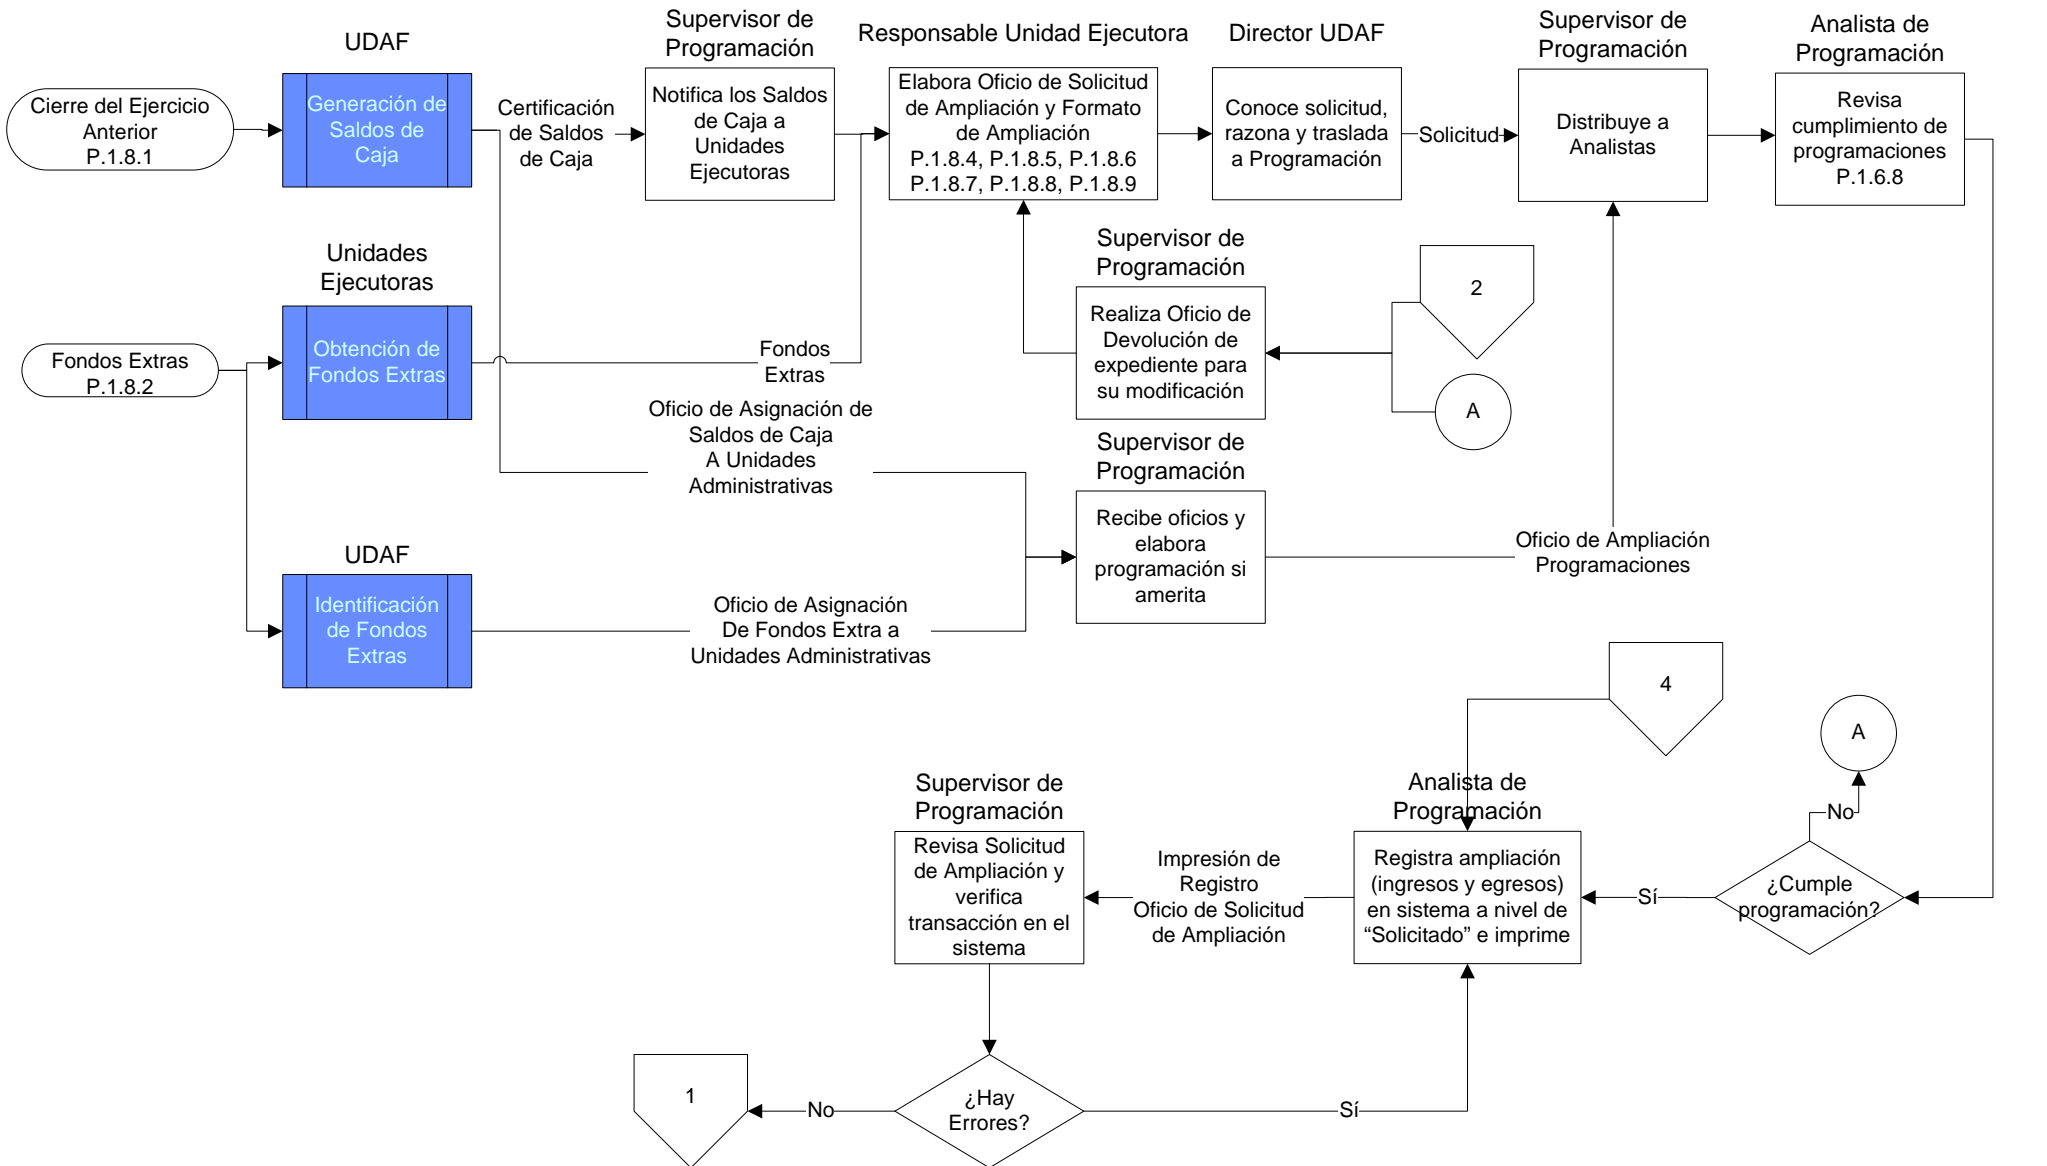 UDAF
Supervisor de
Programación
Responsable Unidad Ejecutora
Director UDAF
Supervisor de
Programación
Analista de
Programación
Cierre del Ejercicio
Anterior
P.1.8.1
Generación de
Saldos de
Caja
Certificación
de Saldos
de Caja
Notifica los Saldos
de Caja a
Unidades
Ejecutoras
Elabora Oficio de Solicitud
de Ampliación y Formato
de Ampliación
P.1.8.4, P.1.8.5, P.1.8.6
P.1.8.7, P.1.8.8, P.1.8.9
Conoce solicitud,
razona y traslada
a Programación
Solicitud
Distribuye a
Analistas
Revisa
cumplimiento de
programaciones
P.1.6.8
Unidades
Ejecutoras
Supervisor de
Programación
2
Fondos Extras
P.1.8.2
Obtención de
Fondos Extras
Fondos
Extras
Realiza Oficio de
Devolución de
expediente para
su modificación
A
Oficio de Asignación de
Saldos de Caja
A Unidades
Administrativas
Supervisor de
Programación
Recibe oficios y
elabora
programación si
amerita
Oficio de Ampliación
Programaciones
UDAF
Identificación
de Fondos
Extras
Oficio de Asignación
De Fondos Extra a
Unidades Administrativas
4
A
Supervisor de
Programación
Analista de
Programación
No
Revisa Solicitud
de Ampliación y
verifica
transacción en el
sistema
Impresión de
Registro
Oficio de Solicitud
de Ampliación
Registra ampliación
(ingresos y egresos)
en sistema a nivel de
“Solicitado” e imprime
Sí
¿Cumple
programación?
1
No
¿Hay
Errores?
Sí